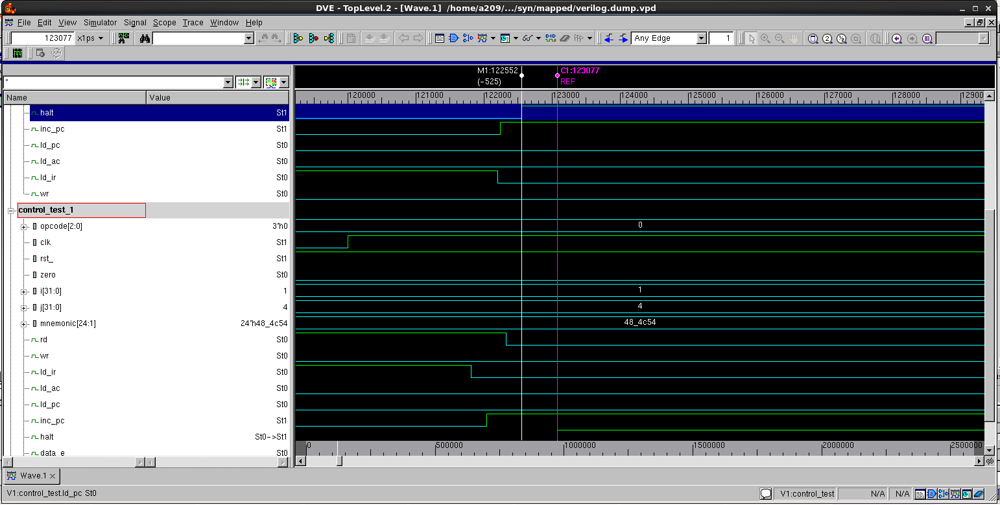 DVE - TopLevel.2 - [Wave.1] /home/a209/.../syn/mapped/verilog.dump.vpd
File Edit View Simulator Signal Scope Trace Window Help
123077 x1ps Any Edge 1
M1:122552 C1:123077
(-525) REF
*
Name Value
120000 121000 122000 123000 124000 125000 126000 127000 128000 12900
halt St1
inc_pc St1
ld_pc St0
ld_ac St0
ld_ir St0
wr St0
control_test_1
opcode[2:0] 3'h0 0
clk St1
rst_ St1
zero St0
i[31:0] 1 1
j[31:0] 4 4
mnemonic[24:1] 24'h48_4c54 48_4c54
rd St0
wr St0
ld_ir St0
ld_ac St0
ld_pc St0
inc_pc St1
halt St0->St1
data_e St0
0 500000 1000000 1500000 2000000 2500000
Wave.1
V1:control_test.ld_pc St0 V1:control_test N/A N/A